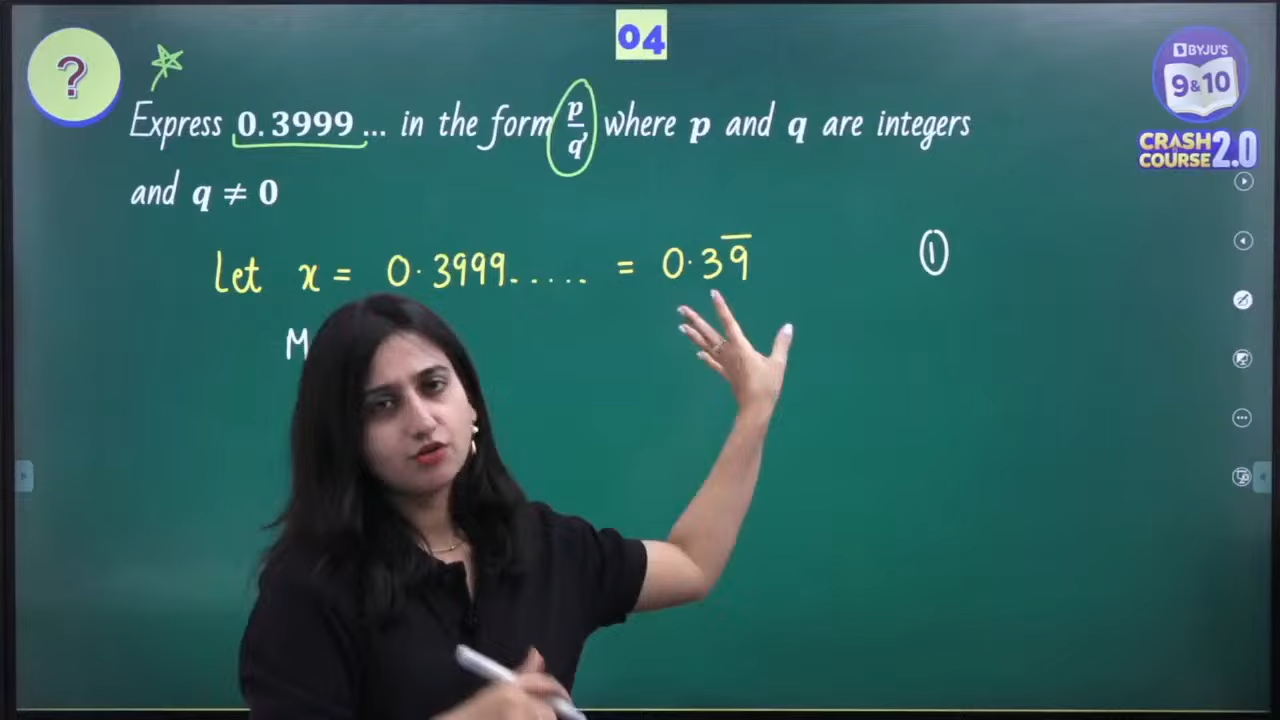 04
?
BYJU'S
9&10
CRASH
COURSE 2.0
Express 0.3999... in the form p/q, where p and q are integers
and q ≠ 0
Let x = 0.3999..... = 0.39̅ ①
M